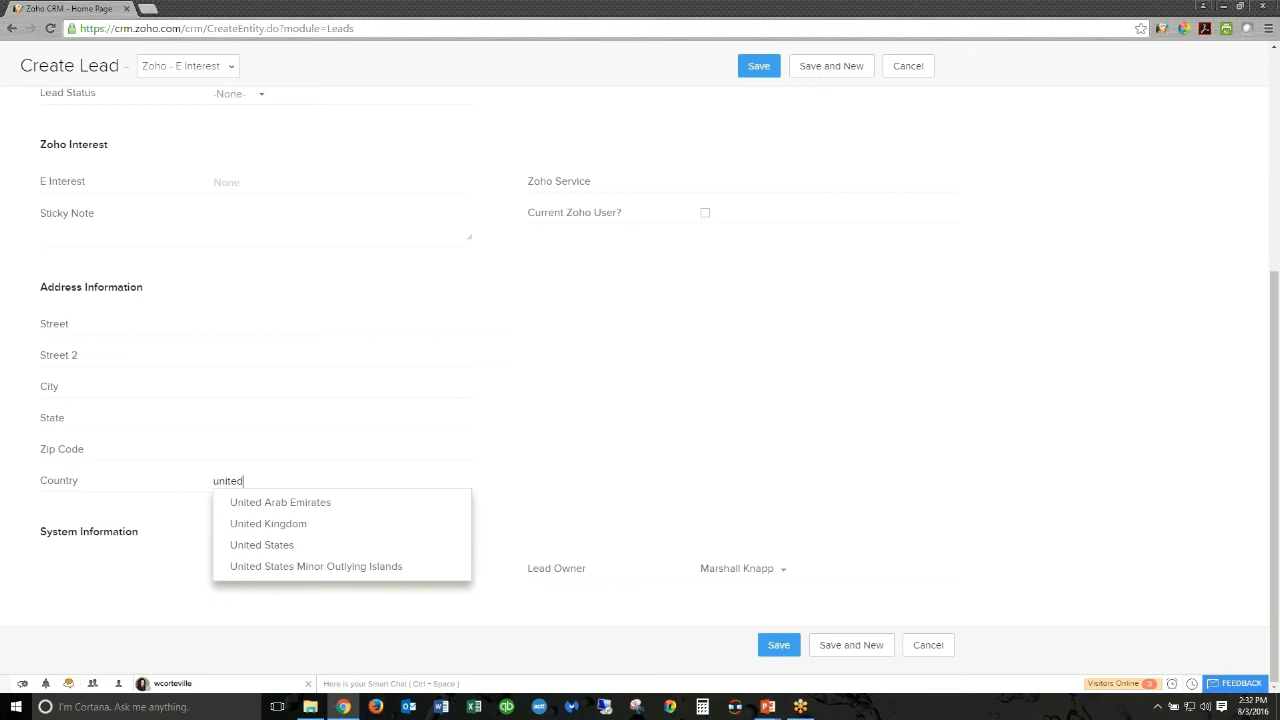 Zoho CRM - Home Page
https://crm.zoho.com/crm/CreateEntity.do?module=Leads
Create Lead - Zoho - E Interest Save Save and New Cancel
Lead Status -None-
Zoho Interest
E Interest None Zoho Service
Sticky Note Current Zoho User?
Address Information
Street
Street 2
City
State
Zip Code
Country united
United Arab Emirates
United Kingdom
System Information
United States
United States Minor Outlying Islands
Lead Owner Marshall Knapp
Save Save and New Cancel
wcorteville Here is your Smart Chat ( Ctrl + Space ) Visitors Online 3 FEEDBACK
I'm Cortana. Ask me anything. 2:32 PM
8/3/2016